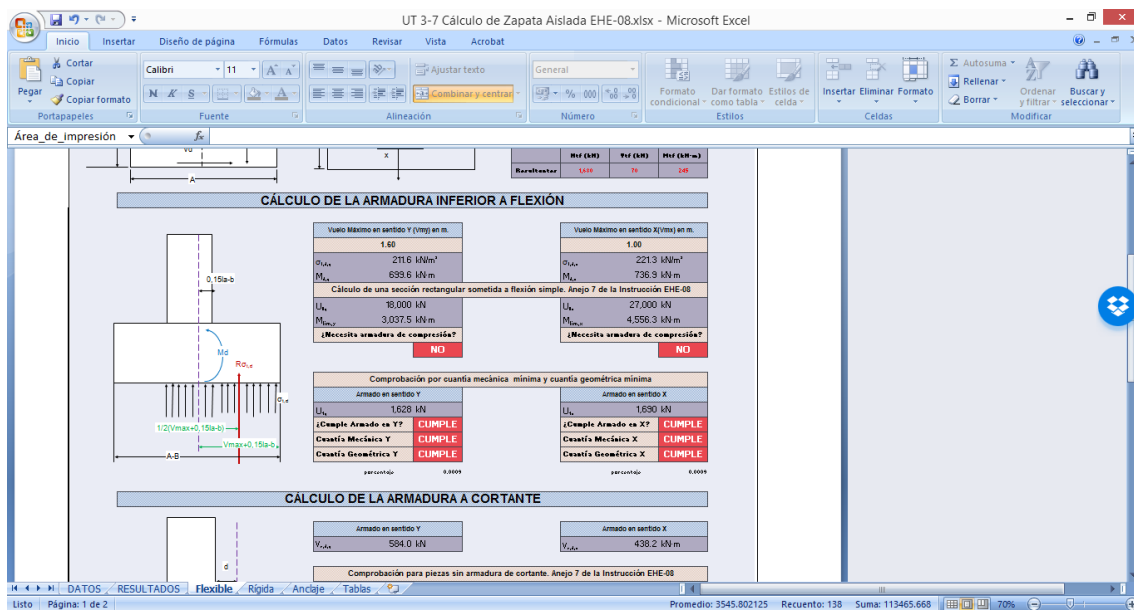 UT 3-7 Cálculo de Zapata Aislada EHE-08.xlsx - Microsoft Excel
Inicio Insertar Diseño de página Fórmulas Datos Revisar Vista Acrobat
Pegar
Cortar
Copiar
Copiar formato
Portapapeles
Calibri 11
N K S
Fuente
Ajustar texto
Combinar y centrar
Alineación
General
% 000
Número
Formato condicional
Dar formato como tabla
Estilos de celda
Estilos
Insertar Eliminar Formato
Celdas
Autosuma
Rellenar
Borrar
Ordenar y filtrar
Buscar y seleccionar
Modificar
Área_de_impresión fx
Vd
A
x
Resultantes 1,600 70 245
CÁLCULO DE LA ARMADURA INFERIOR A FLEXIÓN
0,15la-b
Md
Rσt,e
σt,e
1/2(Vmax+0,15la-b)
Vmax+0,15la-b
A-B
Vuelo Máximo en sentido Y (Vmy) en m. Vuelo Máximo en sentido X(Vmx) en m.
1.60 1.00
211.6 kN/m² 221.3 kN/m²
699.6 kN·m 736.9 kN·m
Cálculo de una sección rectangular sometida a flexión simple. Anejo 7 de la Instrucción EHE-08
18,000 kN 27,000 kN
3,037.5 kN·m 4,556.3 kN·m
¿Necesita armadura de compresión? ¿Necesita armadura de compresión?
NO NO
Comprobación por cuantía mecánica mínima y cuantía geométrica mínima
Armado en sentido Y Armado en sentido X
1,628 kN 1,690 kN
¿Cumple Armado en Y? CUMPLE ¿Cumple Armado en X? CUMPLE
Cuantía Mecánica Y CUMPLE Cuantía Mecánica X CUMPLE
Cuantía Geométrica Y CUMPLE Cuantía Geométrica X CUMPLE
porcentaje 0.0009 porcentaje 0.0009
CÁLCULO DE LA ARMADURA A CORTANTE
d
Armado en sentido Y Armado en sentido X
584.0 kN 438.2 kN·m
Comprobación para piezas sin armadura de cortante. Anejo 7 de la Instrucción EHE-08
DATOS RESULTADOS Flexible Rígida Anclaje Tablas
Listo Página: 1 de 2 Promedio: 3545.802125 Recuento: 138 Suma: 113465.668 70%